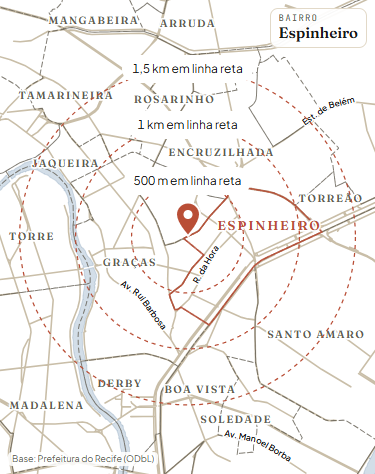 MANGABEIRA
ARRUDA
BAIRRO
Espinheiro
1,5 km em linha reta
TAMARINEIRA
ROSARINHO
Est. de Belém
1 km em linha reta
ENCRUZILHADA
JAQUEIRA
500 m em linha reta
TORREÃO
ESPINHEIRO
TORRE
GRAÇAS
R. da Hora
Av. Rui Barbosa
SANTO AMARO
DERBY
BOA VISTA
MADALENA
SOLEDADE
Av. Manoel Borba
Base: Prefeitura do Recife (ODbL)